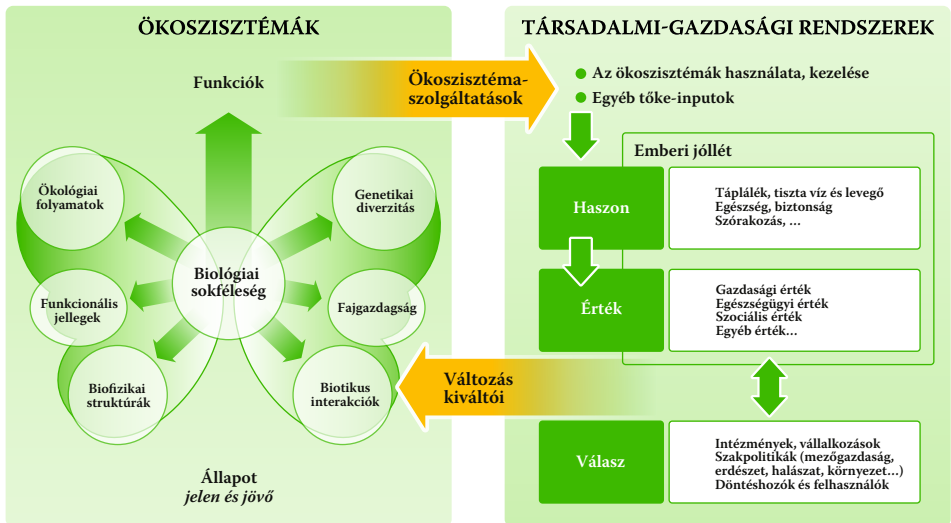 ÖKOSZISZTÉMÁK
Funkciók
Ökológiai
folyamatok
Genetikai
diverzitás
Biológiai
sokféleség
Funkcionális
jellegek
Fajgazdagság
Biofizikai
struktúrák
Biotikus
interakciók
Állapot
jelen és jövő
Ökoszisztéma-
szolgáltatások
Változás
kiváltói
TÁRSADALMI-GAZDASÁGI RENDSZEREK
Az ökoszisztémák használata, kezelése
Egyéb tőke-inputok
Emberi jóllét
Haszon
Táplálék, tiszta víz és levegő
Egészség, biztonság
Szórakozás, ...
Érték
Gazdasági érték
Egészségügyi érték
Szociális érték
Egyéb érték...
Válasz
Intézmények, vállalkozások
Szakpolitikák (mezőgazdaság,
erdészet, halászat, környezet...)
Döntéshozók és felhasználók